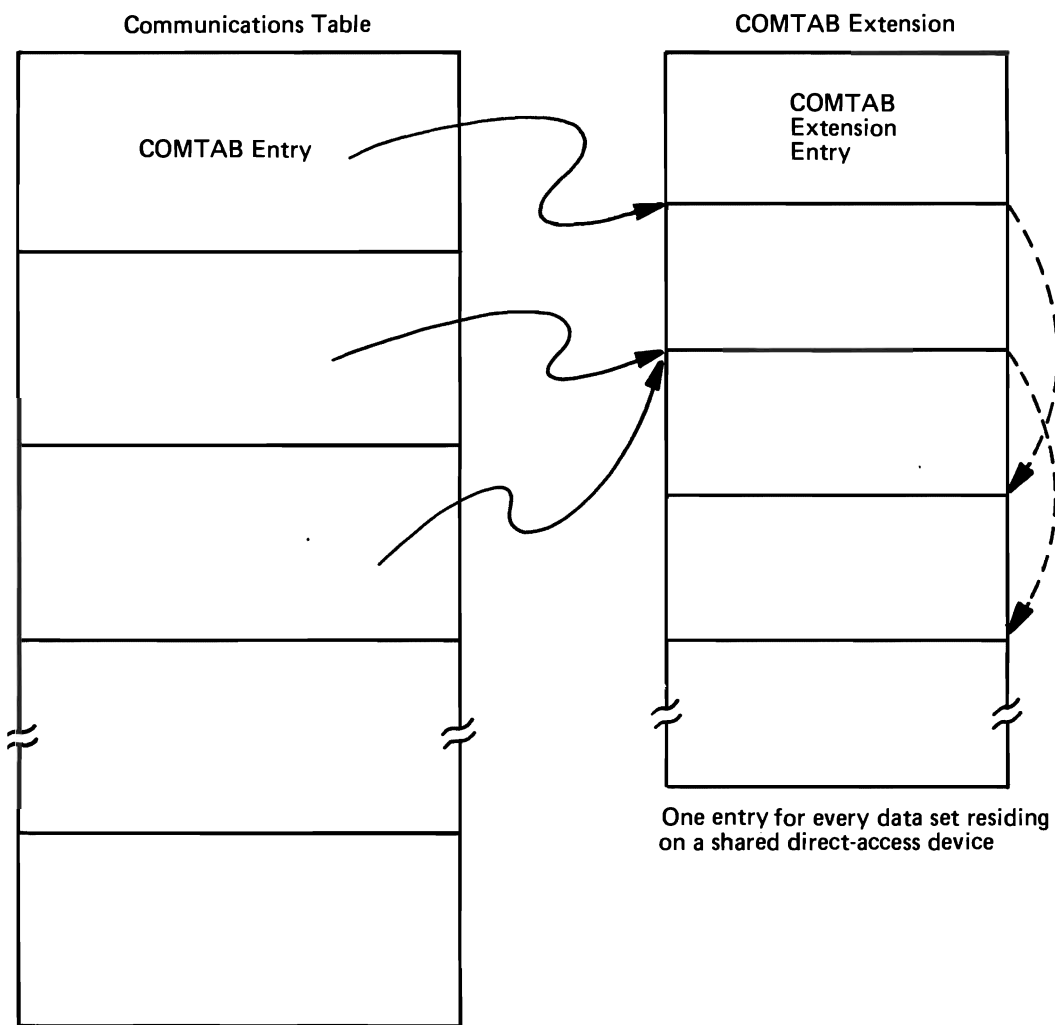 Communications Table
COMTAB Extension
COMTAB Entry
COMTAB
Extension
Entry
One entry for every data set residing
on a shared direct-access device